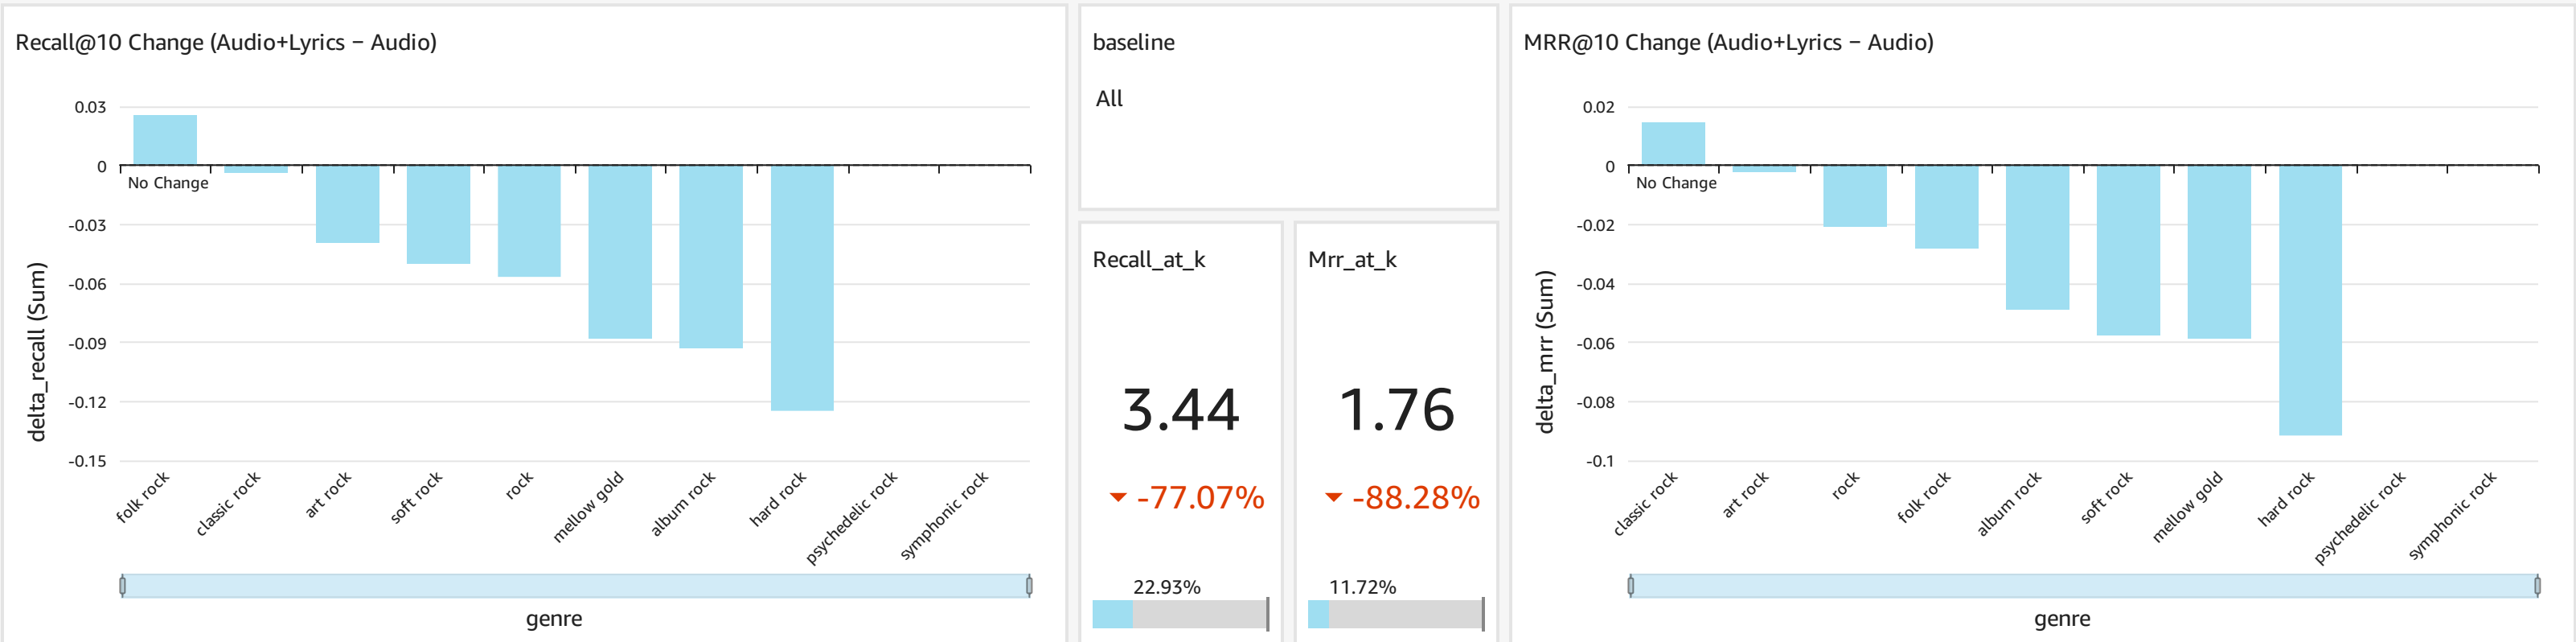 Recall@10 Change (Audio+Lyrics − Audio)
0.03
0
-0.03
-0.06
-0.09
-0.12
-0.15
delta_recall (Sum)
No Change
folk rock
classic rock
art rock
soft rock
rock
mellow gold
album rock
hard rock
psychedelic rock
symphonic rock
genre
baseline
All
Recall_at_k
3.44
-77.07%
22.93%
Mrr_at_k
1.76
-88.28%
11.72%
MRR@10 Change (Audio+Lyrics − Audio)
0.02
0
-0.02
-0.04
-0.06
-0.08
-0.1
delta_mrr (Sum)
No Change
classic rock
art rock
rock
folk rock
album rock
soft rock
mellow gold
hard rock
psychedelic rock
symphonic rock
genre